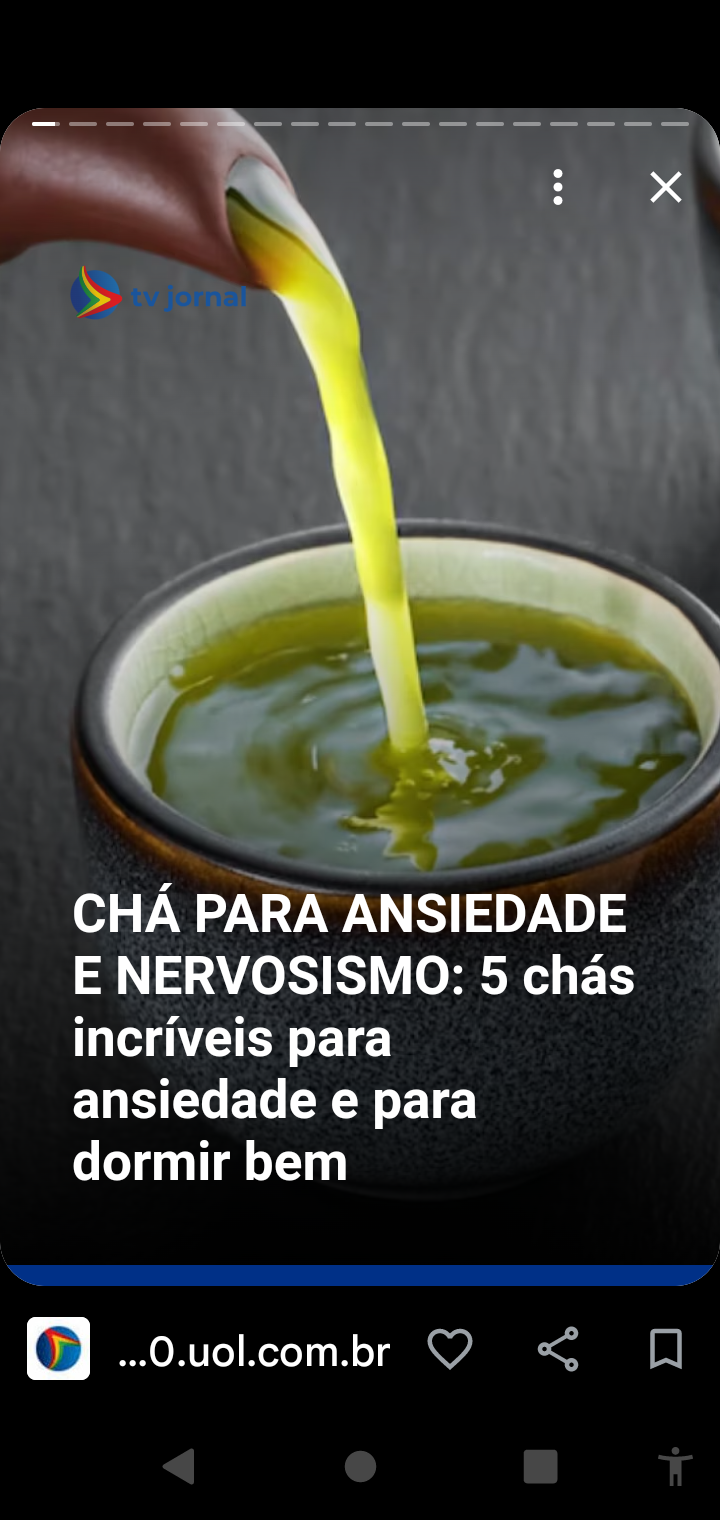 tv jornal
CHÁ PARA ANSIEDADE
E NERVOSISMO: 5 chás
incríveis para
ansiedade e para
dormir bem
...0.uol.com.br